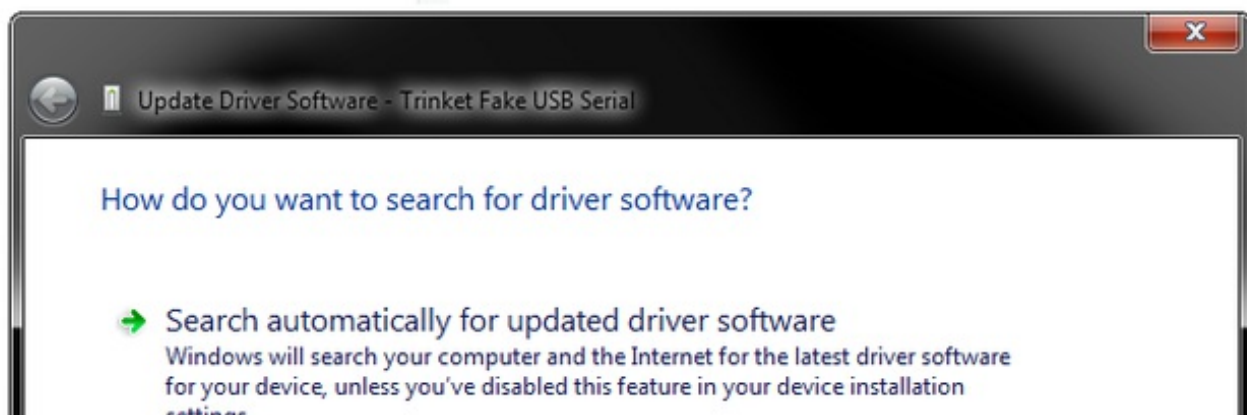 Update Driver Software - Trinket Fake USB Serial
How do you want to search for driver software?
Search automatically for updated driver software
Windows will search your computer and the Internet for the latest driver software
for your device, unless you've disabled this feature in your device installation